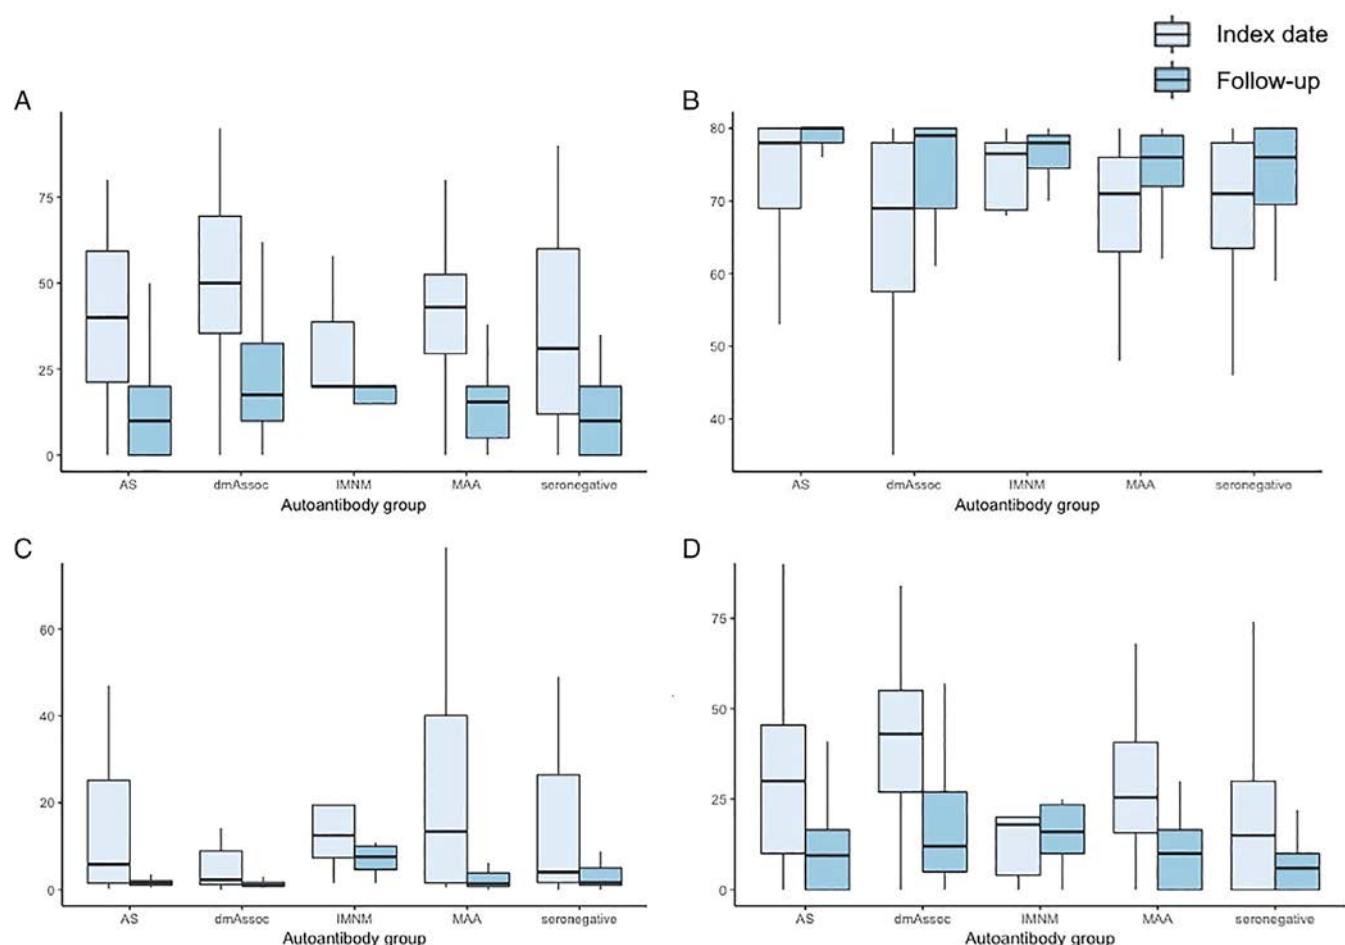 Index date
Follow-up
A
75
50
25
0
AS dmAssoc IMNM MAA seronegative
Autoantibody group
B
80
70
60
50
40
AS dmAssoc IMNM MAA seronegative
Autoantibody group
C
60
40
20
0
AS dmAssoc IMNM MAA seronegative
Autoantibody group
D
75
50
25
0
AS dmAssoc IMNM MAA seronegative
Autoantibody group